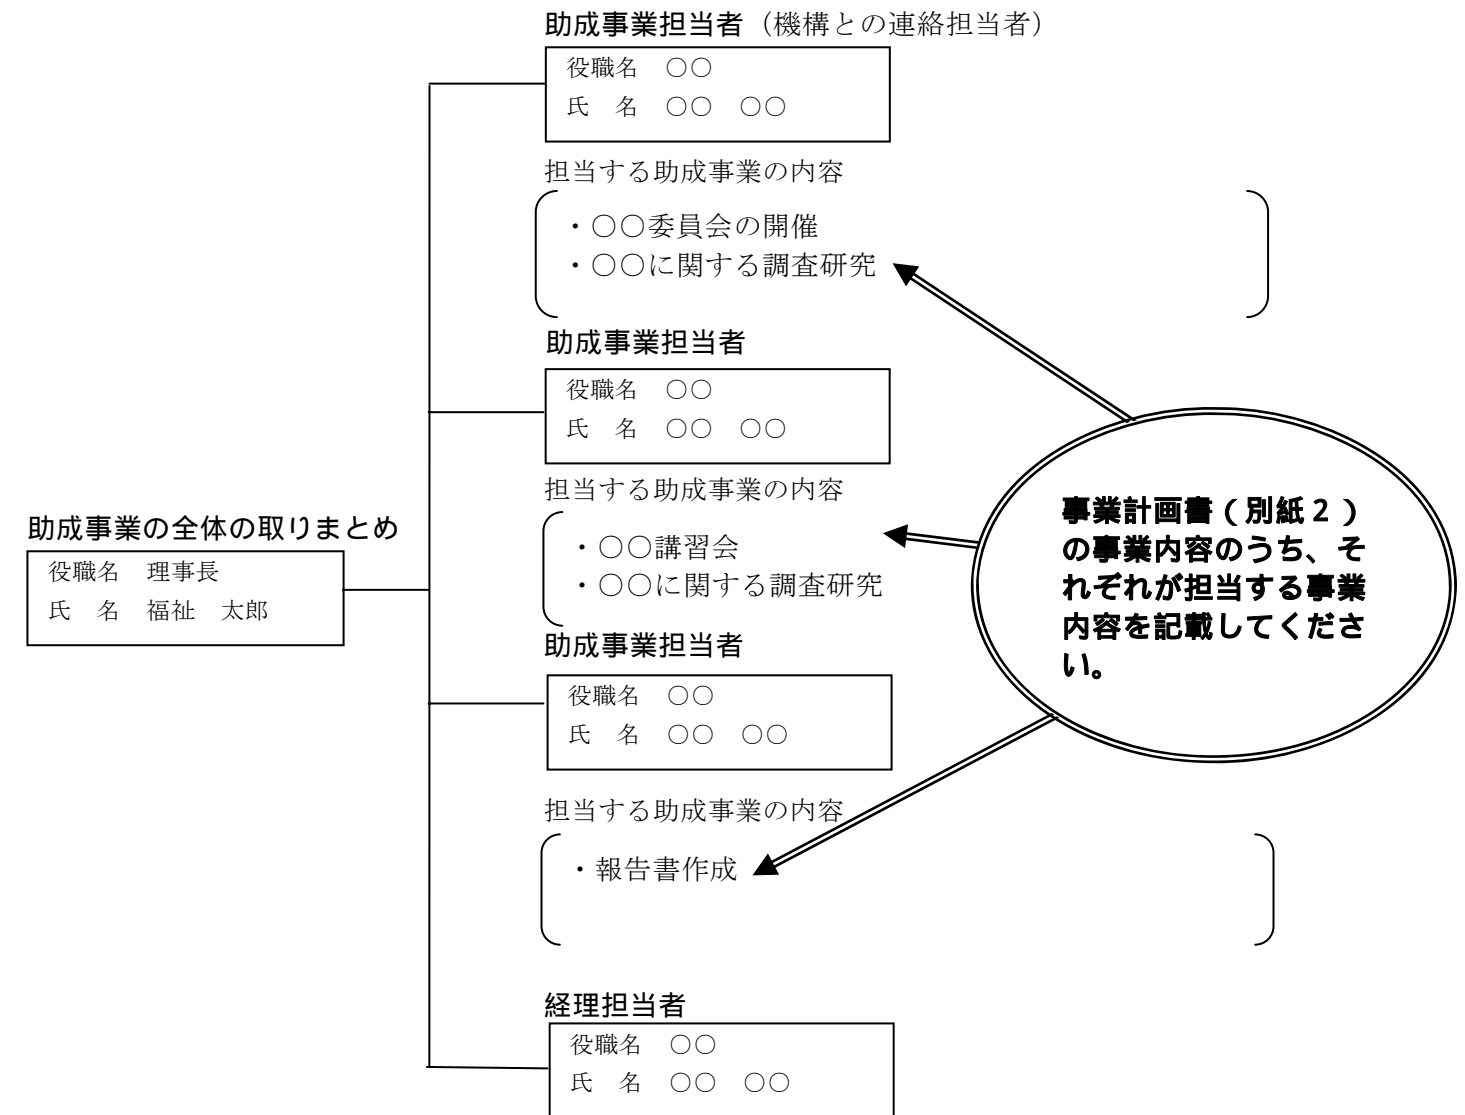 助成事業担当者（機構との連絡担当者）
役職名　○○
氏　名　○○　○○
担当する助成事業の内容
・○○委員会の開催
・○○に関する調査研究
助成事業担当者
役職名　○○
氏　名　○○　○○
担当する助成事業の内容
・○○講習会
・○○に関する調査研究
助成事業の全体の取りまとめ
役職名　理事長
氏　名　福祉　太郎
事業計画書（別紙２）
の事業内容のうち、そ
れぞれが担当する事業
内容を記載してくださ
い。
助成事業担当者
役職名　○○
氏　名　○○　○○
担当する助成事業の内容
・報告書作成
経理担当者
役職名　○○
氏　名　○○　○○